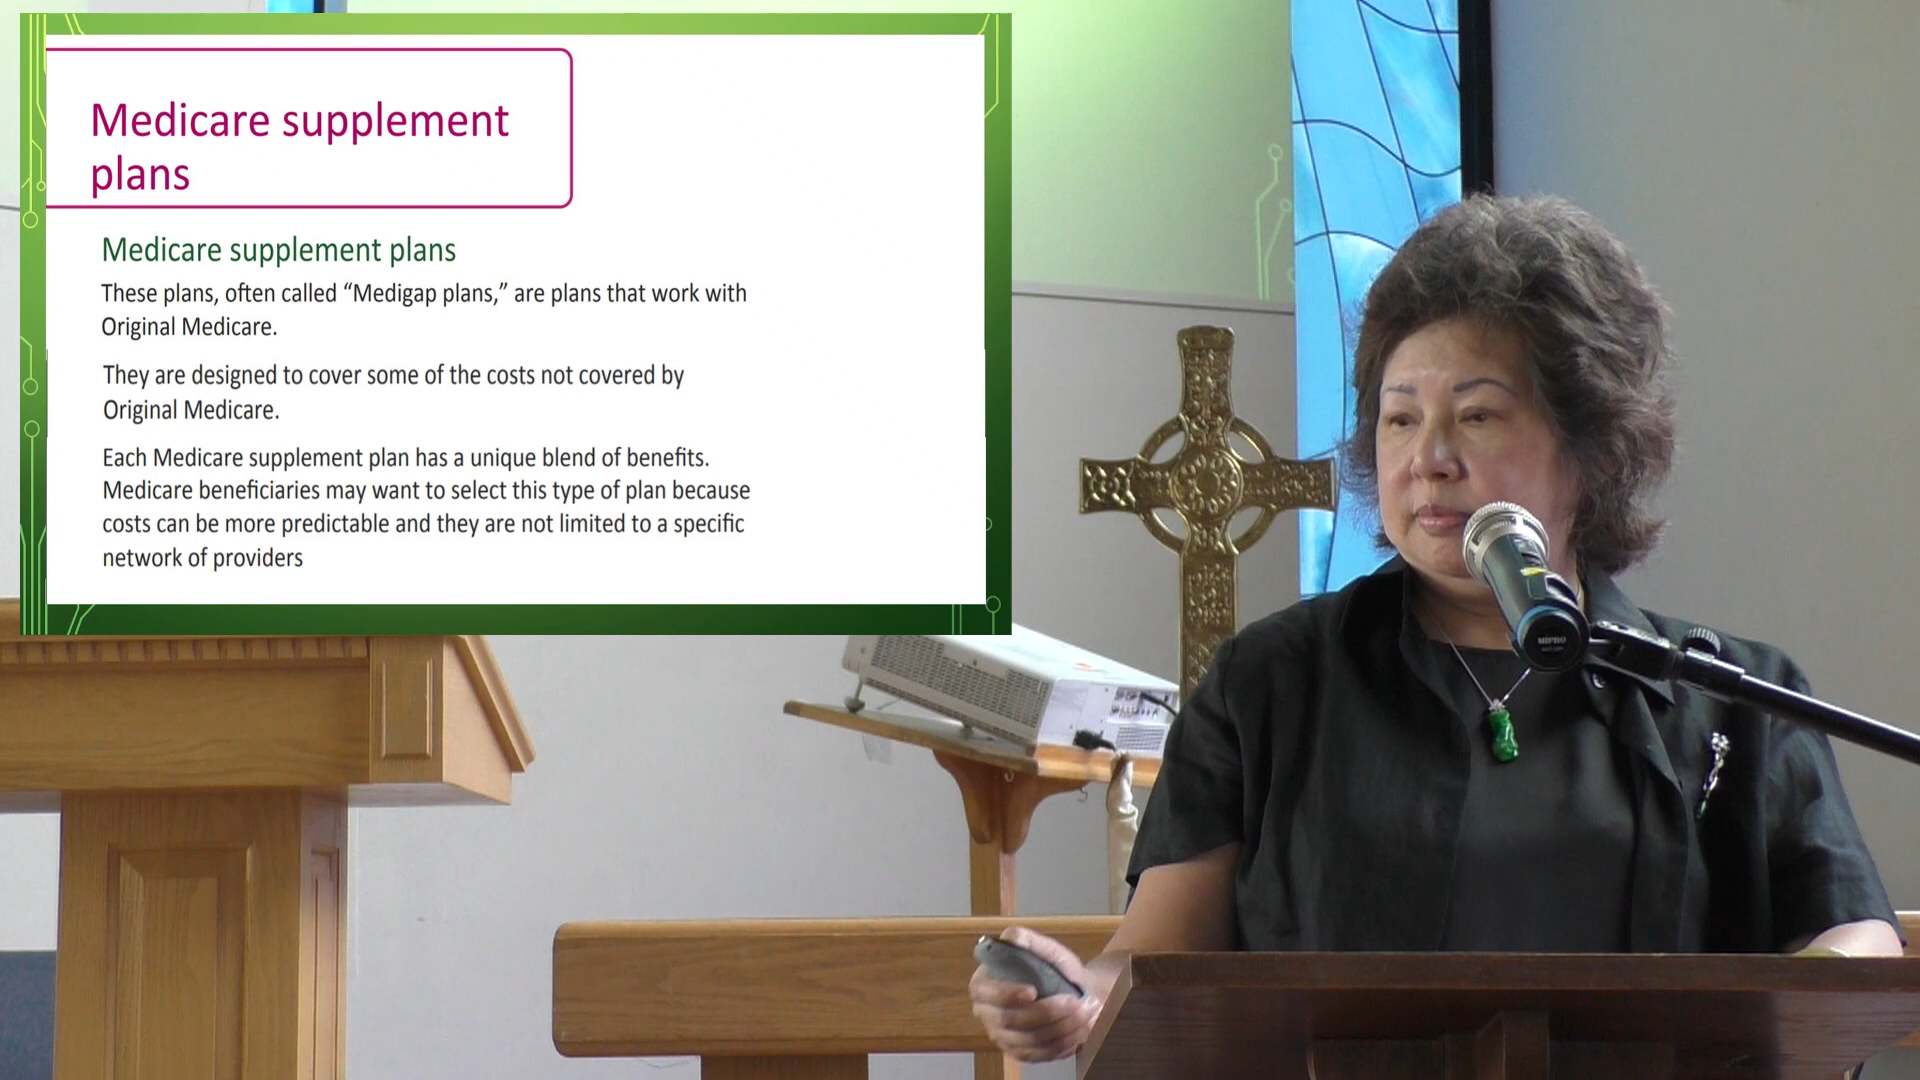 Medicare supplement
plans
Medicare supplement plans
These plans, often called “Medigap plans,” are plans that work with
Original Medicare.
They are designed to cover some of the costs not covered by
Original Medicare.
Each Medicare supplement plan has a unique blend of benefits.
Medicare beneficiaries may want to select this type of plan because
costs can be more predictable and they are not limited to a specific
network of providers
MIPRO